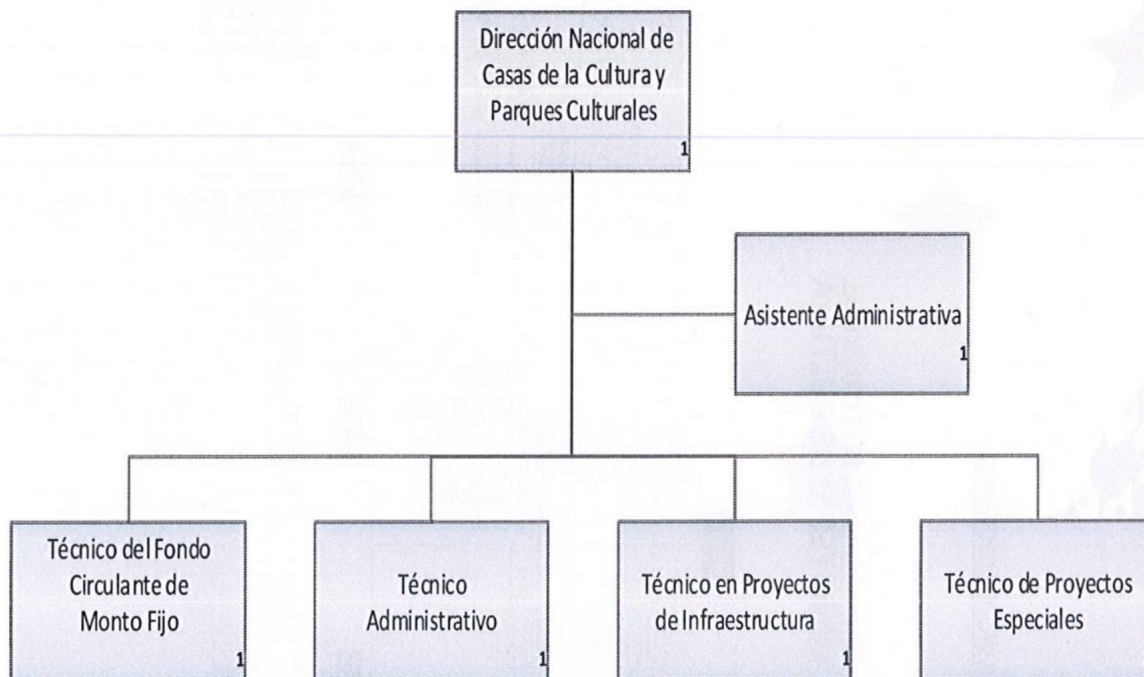 Dirección Nacional de
Casas de la Cultura y
Parques Culturales
1
Asistente Administrativa
1
Técnico del Fondo
Circulante de
Monto Fijo
1
Técnico
Administrativo
1
Técnico en Proyectos
de Infraestructura
1
Técnico de Proyectos
Especiales